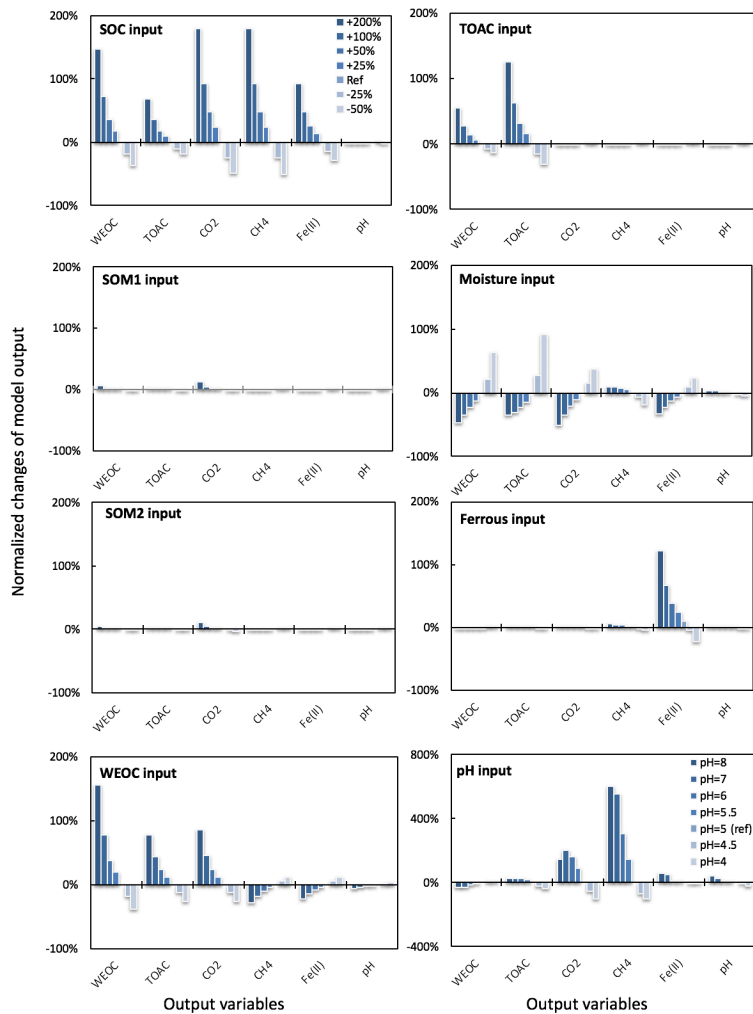 Normalized changes of model output
200%
100%
0%
-100%
SOC input
+200%
+100%
+50%
+25%
Ref
-25%
-50%
WEOC
TOAC
CO2
CH4
Fe(II)
pH
200%
100%
0%
-100%
TOAC input
WEOC
TOAC
CO2
CH4
Fe(II)
pH
200%
100%
0%
-100%
SOM1 input
WEOC
TOAC
CO2
CH4
Fe(II)
pH
200%
100%
0%
-100%
Moisture input
WEOC
TOAC
CO2
CH4
Fe(II)
pH
200%
100%
0%
-100%
SOM2 input
WEOC
TOAC
CO2
CH4
Fe(II)
pH
200%
100%
0%
-100%
Ferrous input
WEOC
TOAC
CO2
CH4
Fe(II)
pH
200%
100%
0%
-100%
WEOC input
WEOC
TOAC
CO2
CH4
Fe(II)
pH
Output variables
800%
400%
0%
-400%
pH input
pH=8
pH=7
pH=6
pH=5.5
pH=5 (ref)
pH=4.5
pH=4
WEOC
TOAC
CO2
CH4
Fe(II)
pH
Output variables